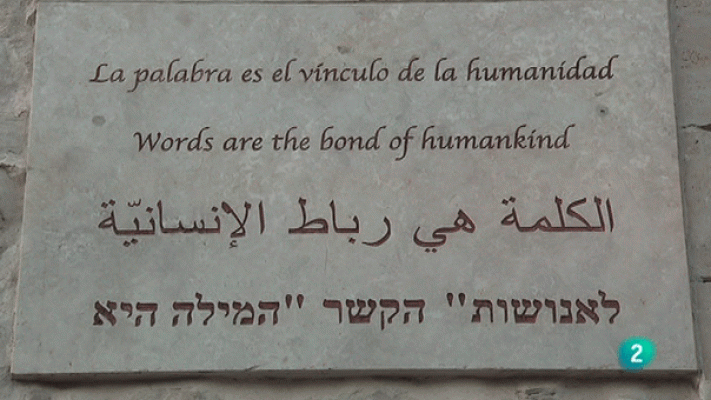 La palabra es el vínculo de la humanidad
Words are the bond of humankind
الكلمة هي رباط الإنسانيّة
לאנושות" הקשר "המילה היא
2